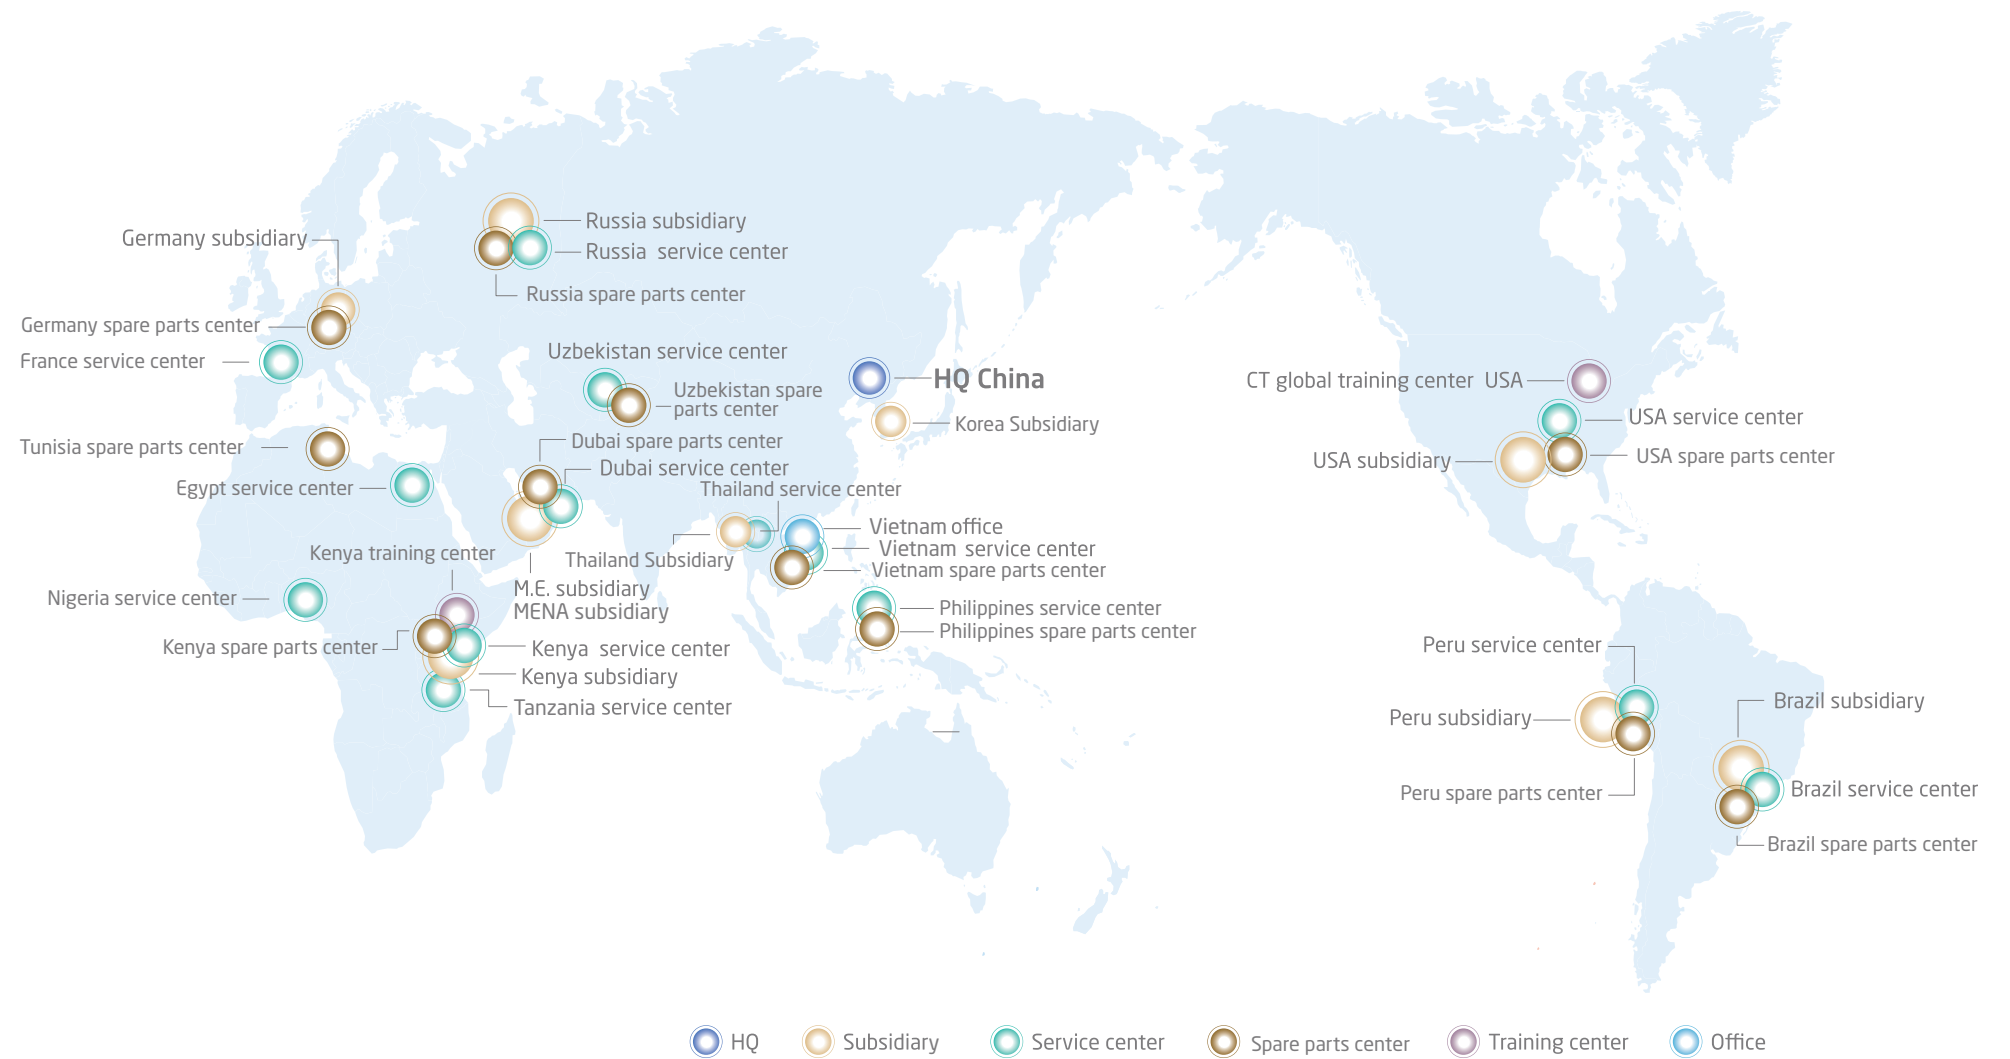 Russia subsidiary
Germany subsidiary
Russia service center
Russia spare parts center
Germany spare parts center
France service center
Uzbekistan service center
HQ China
CT global training center USA
Uzbekistan spare
parts center
USA service center
Korea Subsidiary
Tunisia spare parts center
Dubai spare parts center
USA subsidiary
USA spare parts center
Dubai service center
Egypt service center
Thailand service center
Vietnam office
Kenya training center
Vietnam service center
Thailand Subsidiary
Vietnam spare parts center
M.E. subsidiary
MENA subsidiary
Nigeria service center
Philippines service center
Philippines spare parts center
Kenya spare parts center
Kenya service center
Peru service center
Kenya subsidiary
Tanzania service center
Brazil subsidiary
Peru subsidiary
Peru spare parts center
Brazil service center
Brazil spare parts center
HQ Subsidiary Service center Spare parts center Training center Office